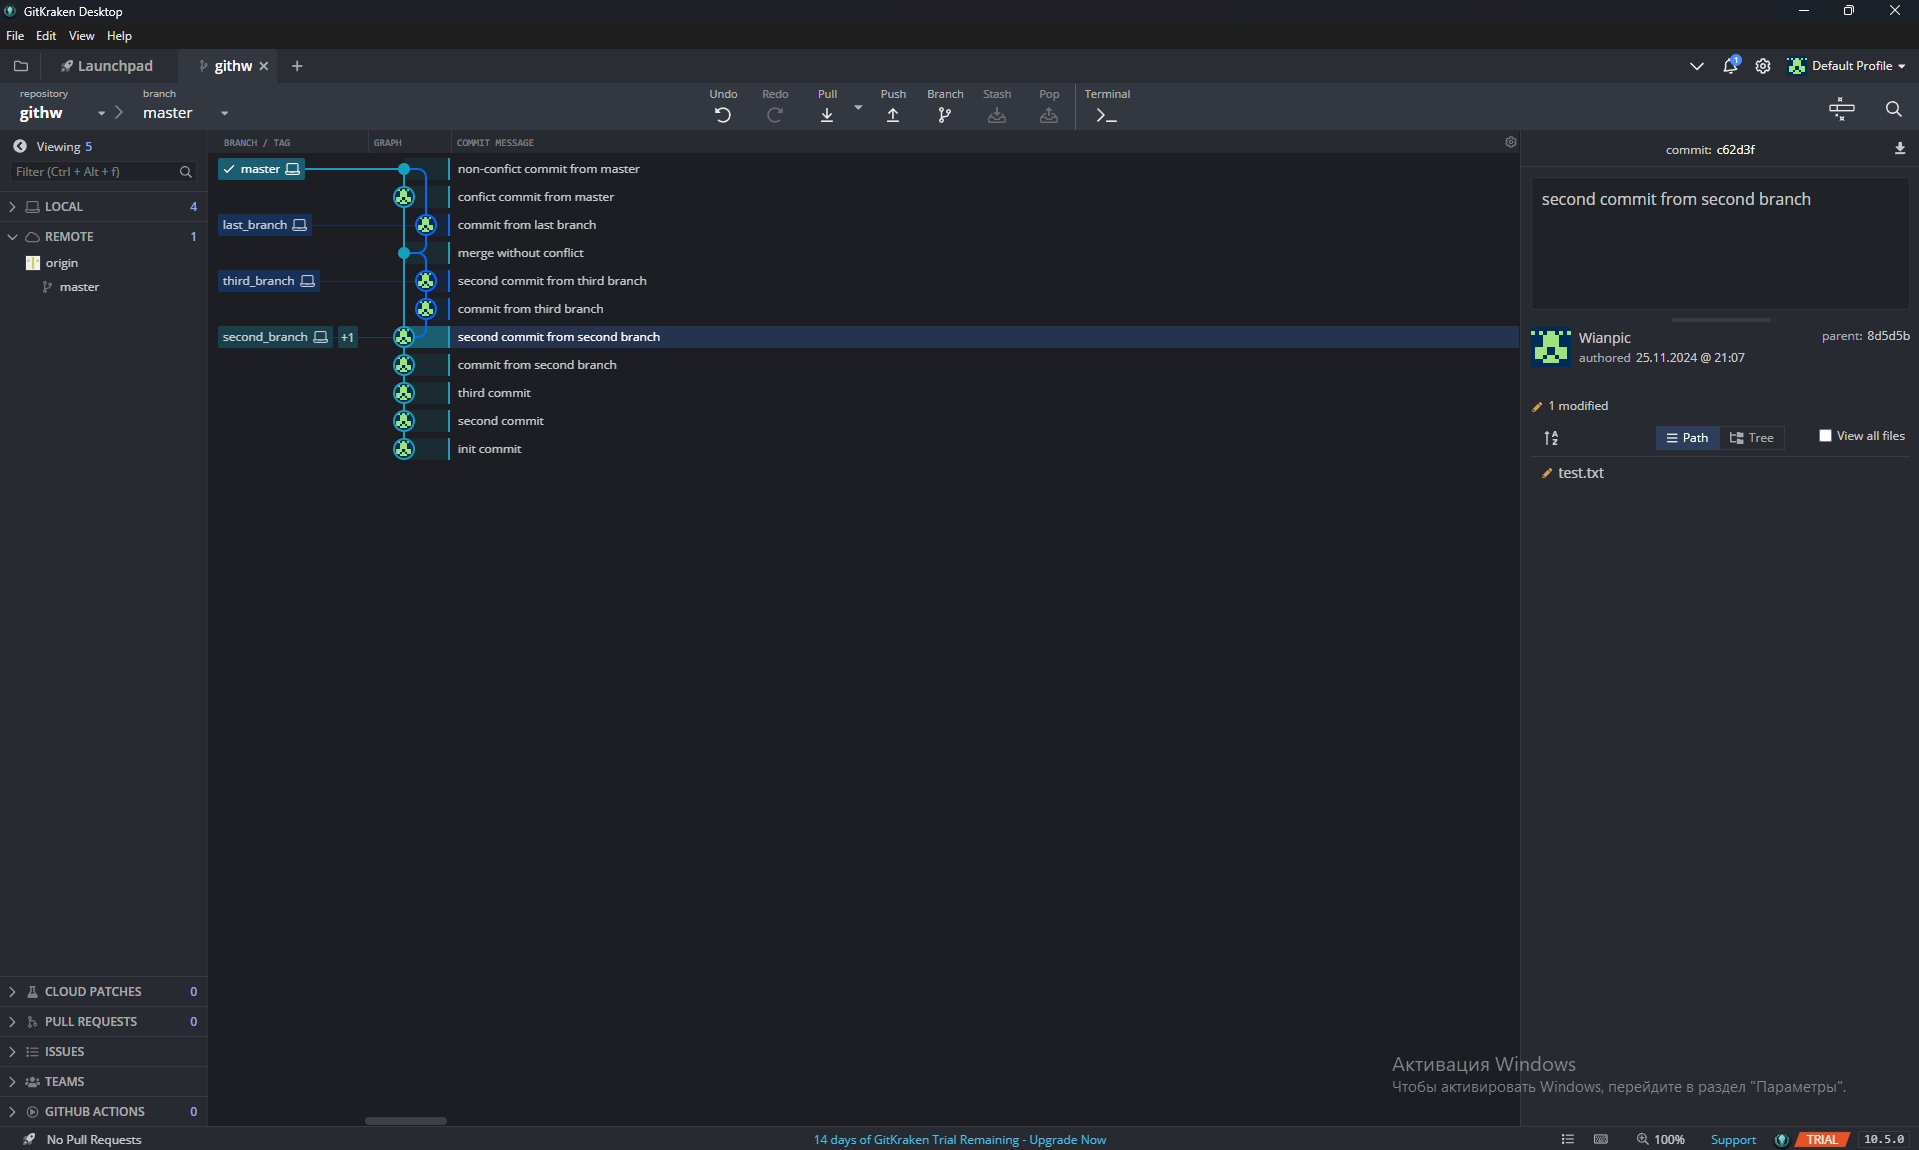 GitKraken Desktop
File Edit View Help
Launchpad githw + 1 Default Profile
repository branch
githw master
Undo Redo Pull Push Branch Stash Pop Terminal
Viewing 5
Filter (Ctrl + Alt + f)
LOCAL 4
REMOTE 1
origin
master
BRANCH / TAG GRAPH COMMIT MESSAGE
master non-confict commit from master
confict commit from master
last_branch commit from last branch
merge without conflict
third_branch second commit from third branch
commit from third branch
second_branch +1 second commit from second branch
commit from second branch
third commit
second commit
init commit
commit: c62d3f
second commit from second branch
Wianpic parent: 8d5d5b
authored 25.11.2024 @ 21:07
1 modified
Path Tree View all files
test.txt
CLOUD PATCHES 0
PULL REQUESTS 0
ISSUES
TEAMS
GITHUB ACTIONS 0
Активация Windows
Чтобы активировать Windows, перейдите в раздел "Параметры".
No Pull Requests 14 days of GitKraken Trial Remaining - Upgrade Now 100% Support TRIAL 10.5.0